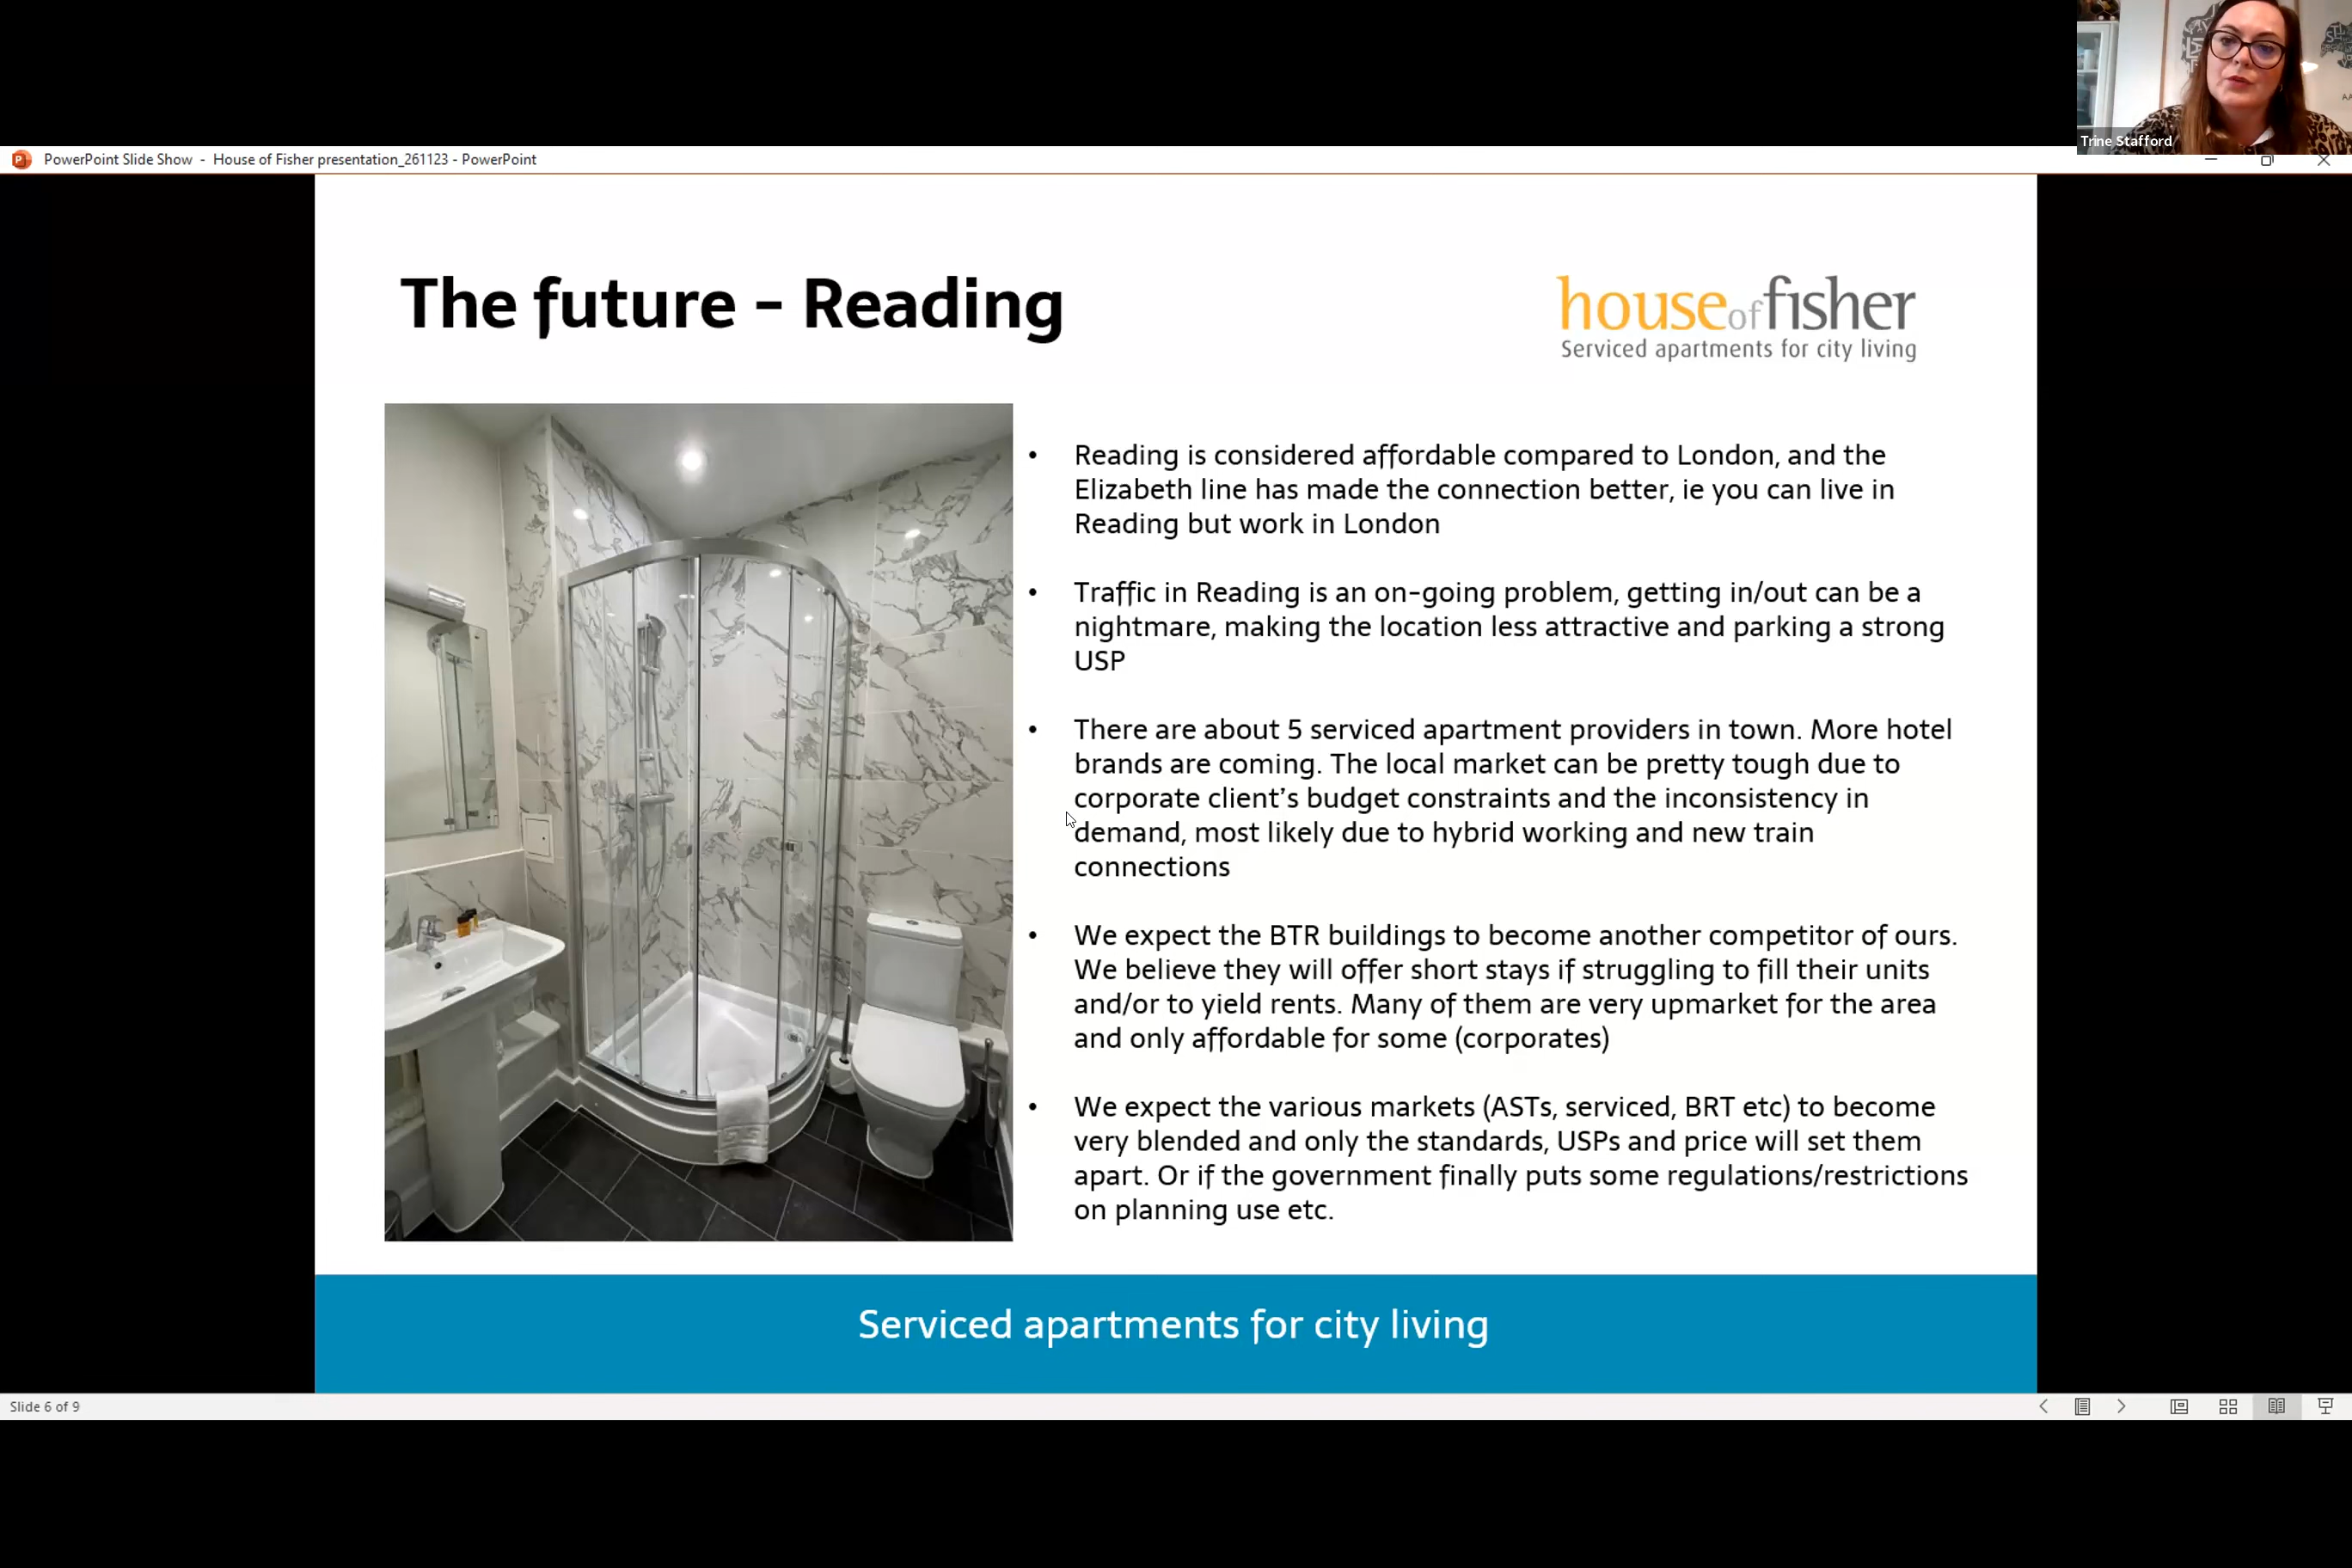 Trine Stafford
PowerPoint Slide Show - House of Fisher presentation_261123 - PowerPoint
The future - Reading
houseoffisher
Serviced apartments for city living
• Reading is considered affordable compared to London, and the
Elizabeth line has made the connection better, ie you can live in
Reading but work in London
• Traffic in Reading is an on-going problem, getting in/out can be a
nightmare, making the location less attractive and parking a strong
USP
• There are about 5 serviced apartment providers in town. More hotel
brands are coming. The local market can be pretty tough due to
corporate client's budget constraints and the inconsistency in
demand, most likely due to hybrid working and new train
connections
• We expect the BTR buildings to become another competitor of ours.
We believe they will offer short stays if struggling to fill their units
and/or to yield rents. Many of them are very upmarket for the area
and only affordable for some (corporates)
• We expect the various markets (ASTs, serviced, BRT etc) to become
very blended and only the standards, USPs and price will set them
apart. Or if the government finally puts some regulations/restrictions
on planning use etc.
Serviced apartments for city living
Slide 6 of 9